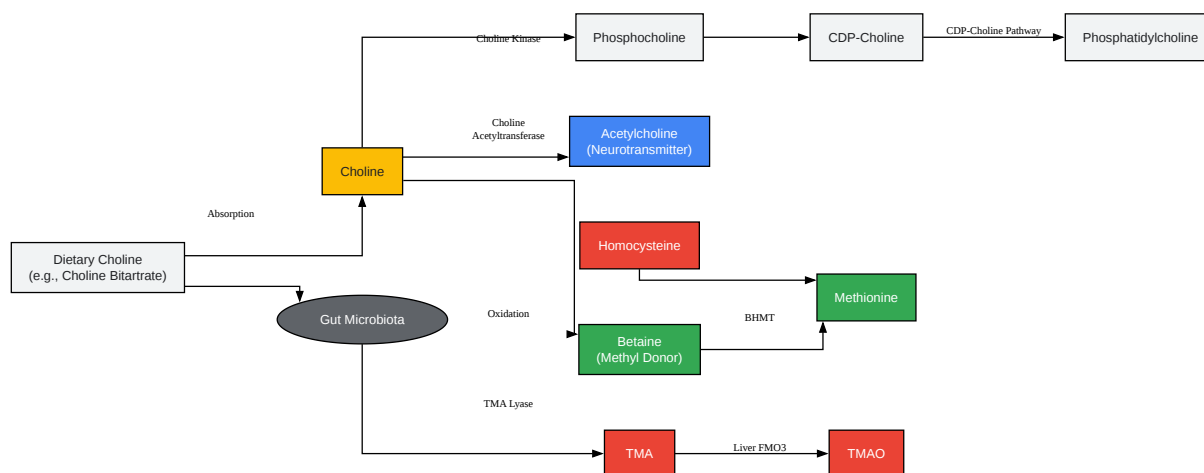 Choline Kinase
Phosphocholine
CDP-Choline
CDP-Choline Pathway
Phosphatidylcholine
Choline
Acetyltransferase
Acetylcholine
(Neurotransmitter)
Choline
Absorption
Dietary Choline
(e.g., Choline Bitartrate)
Homocysteine
Methionine
Gut Microbiota
Oxidation
BHMT
Betaine
(Methyl Donor)
TMA Lyase
TMA
Liver FMO3
TMAO